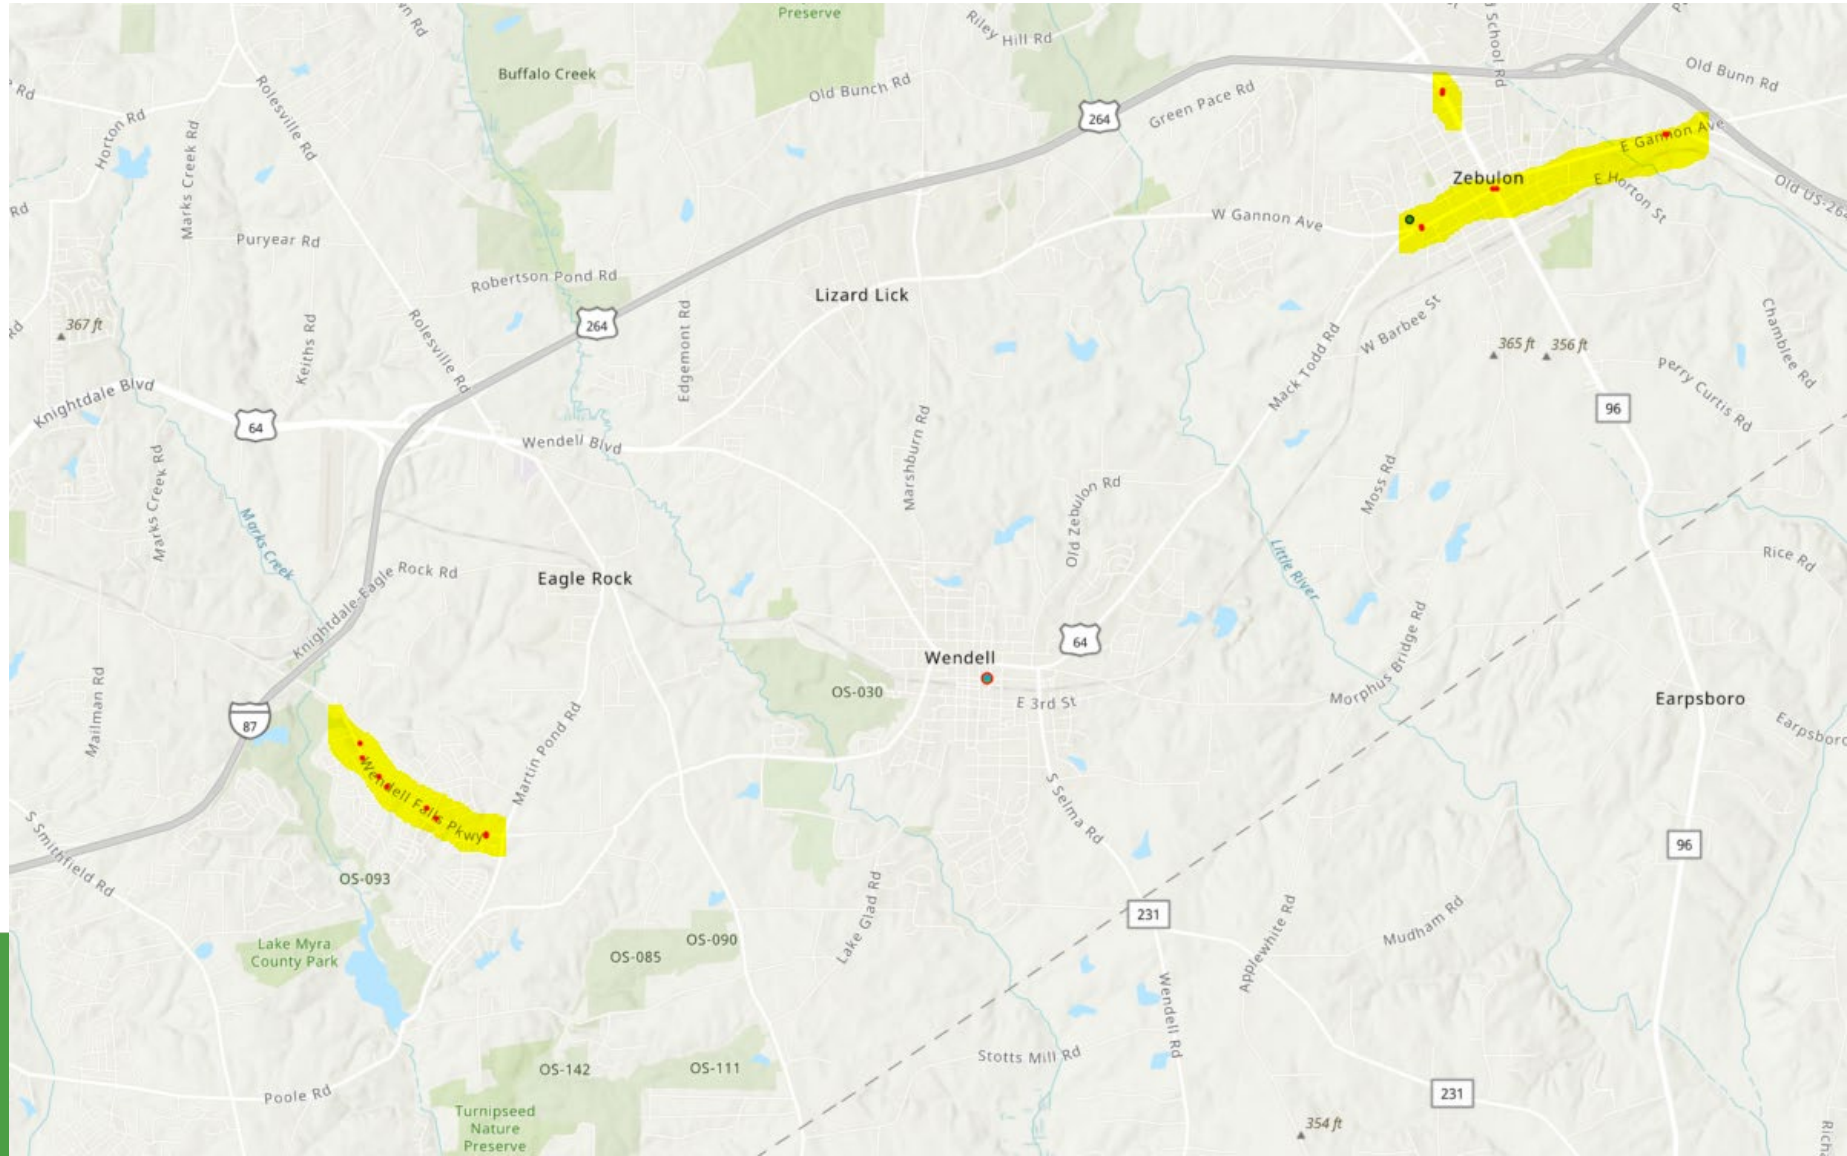 Preserve
Riley Hill Rd
School Rd
Buffalo Creek
Old Bunch Rd
Old Bunn Rd
Rolesville Rd
264
Green Pace Rd
Horton Rd
Marks Creek Rd
E Gannon Ave
Zebulon
E Horton St
Old US-264
Rd
Rd
W Gannon Ave
Puryear Rd
Robertson Pond Rd
Lizard Lick
367 ft
264
Keiths Rd
Rolesville Rd
Edgemont Rd
W Barbee St
Chamblee Rd
365 ft
356 ft
Mack Todd Rd
Perry Curtis Rd
Knightdale Blvd
64
96
Wendell Blvd
Marshburn Rd
Marks Creek Rd
Moss Rd
Old Zebulon Rd
Marks Creek
Little River
Rice Rd
Knightdale-Eagle Rock Rd
Eagle Rock
64
Wendell
Mailman Rd
OS-030
E 3rd St
Morphus Bridge Rd
Earpsboro
Earpsboro
87
Martin Pond Rd
Wendell Falls Pkwy
S Selma Rd
S Smithfield Rd
96
OS-093
Lake Glad Rd
231
Applewhite Rd
Mudham Rd
Lake Myra
County Park
OS-090
OS-085
Wendell Rd
Stotts Mill Rd
OS-142
OS-111
Poole Rd
231
Turnipseed
Nature
Preserve
354 ft